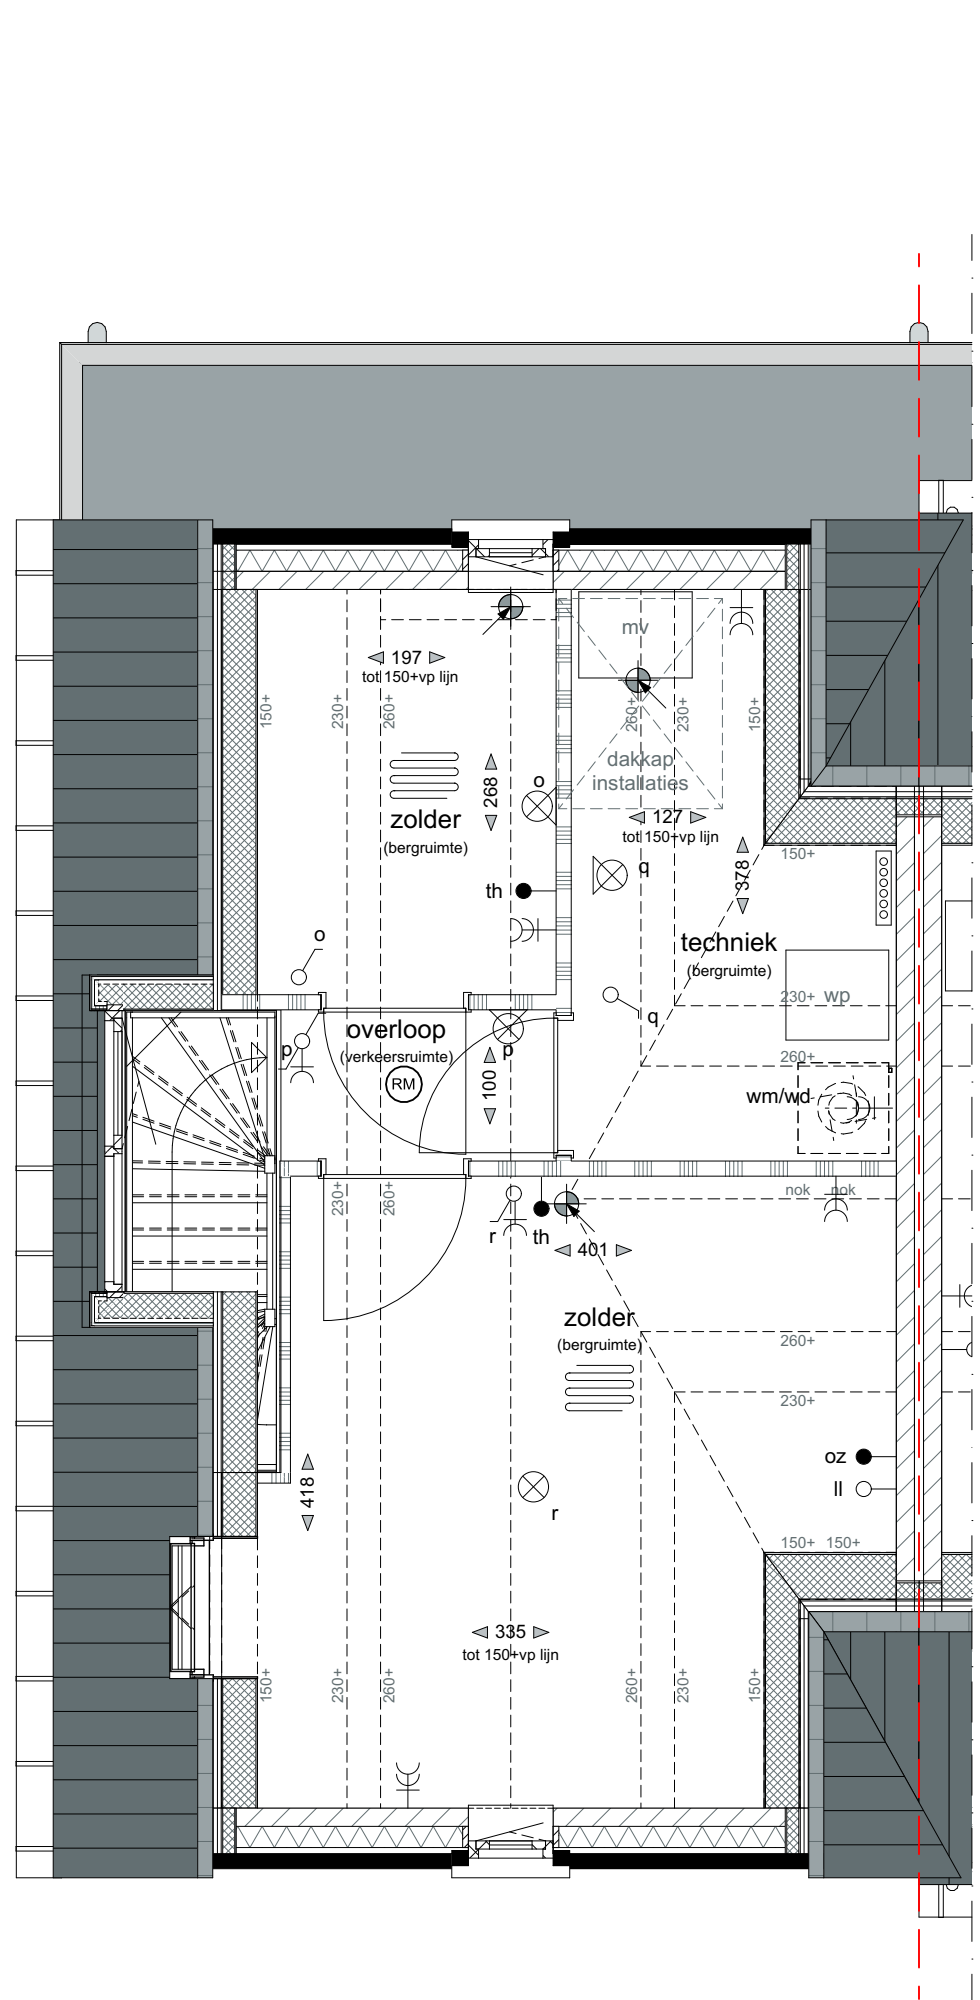 mv
197
tot 150+vp lijn
150+
230+
260+
260+
230+
150+
dakkap
installaties
268
o
zolder
(bergruimte)
127
tot 150+vp lijn
150+
378
q
th
techniek
(bergruimte)
o
230+
wp
q
overloop
(verkeersruimte)
p
p
260+
RM
100
wm/wd
230+
260+
nok
nok
r
th
401
zolder
(bergruimte)
260+
230+
oz
ll
418
r
150+
150+
335
tot 150+vp lijn
150+
230+
260+
260+
230+
150+